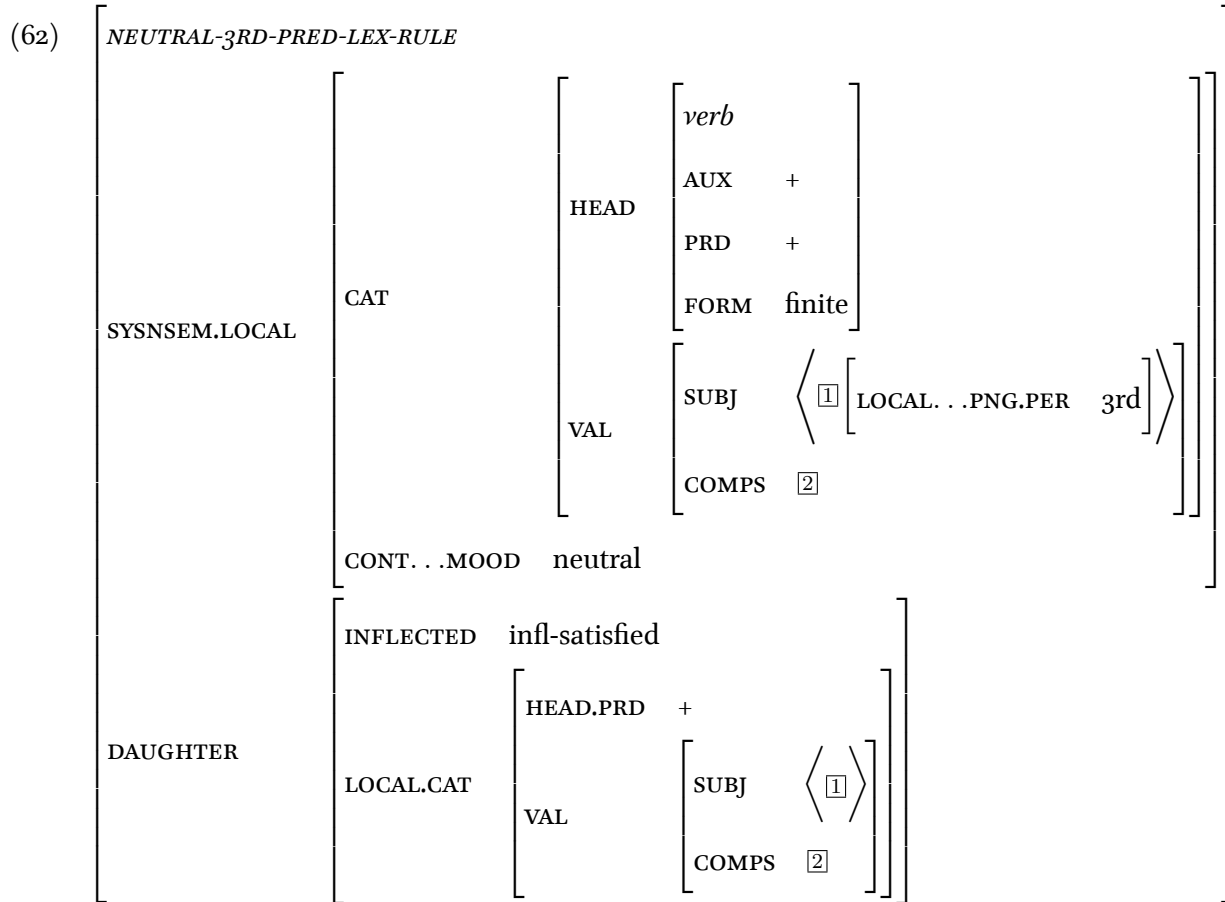 (62) NEUTRAL-3RD-PRED-LEX-RULE
verb
AUX +
HEAD
PRD +
CAT FORM finite
SYSNSEM.LOCAL
SUBJ ⟨ 1 [ LOCAL. . .PNG.PER 3rd ] ⟩
VAL
COMPS 2
CONT. . .MOOD neutral
INFLECTED infl-satisfied
HEAD.PRD +
DAUGHTER
LOCAL.CAT SUBJ ⟨ 1 ⟩
VAL
COMPS 2